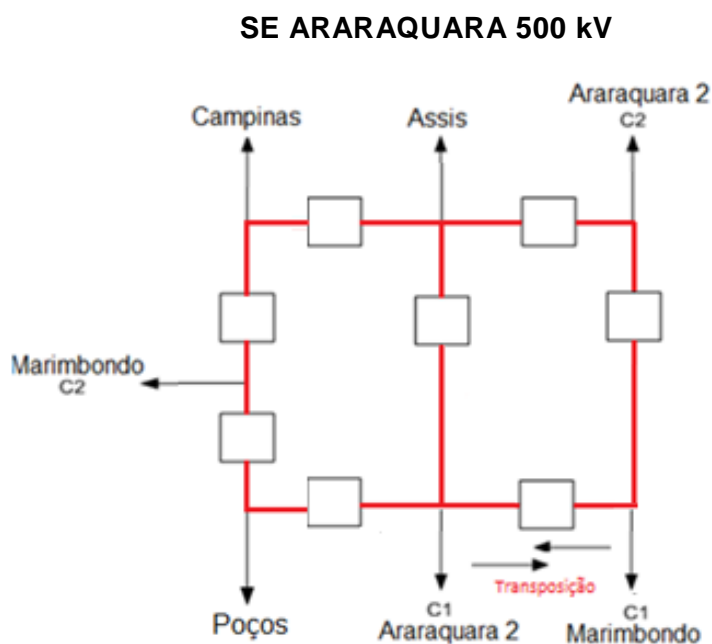 SE ARARAQUARA 500 kV
Campinas
Assis
Araraquara 2
C2
Marimbondo
C2
Transposição
Poços
C1
Araraquara 2
C1
Marimbondo